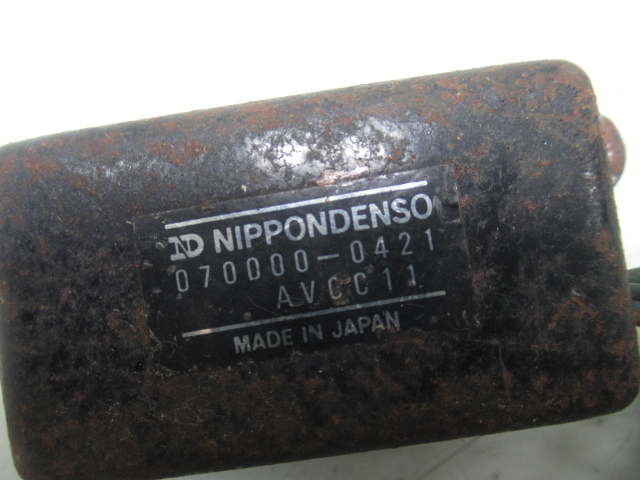 ND NIPPONDENSO
070000-0421
AVCC11
MADE IN JAPAN